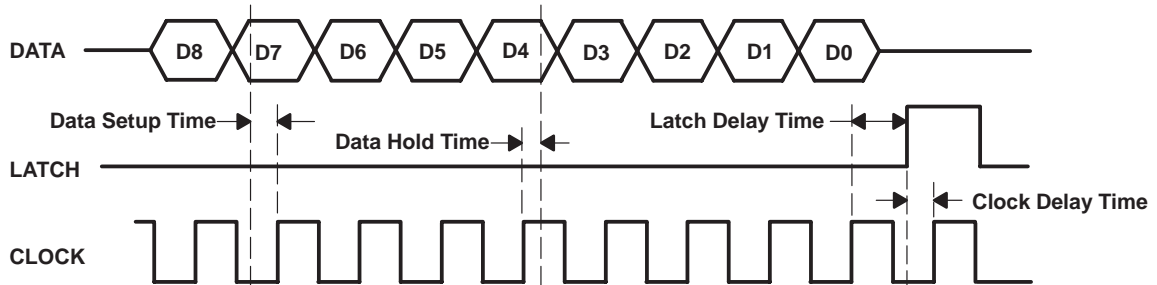 DATA
D8 D7 D6 D5 D4 D3 D2 D1 D0
Data Setup Time
Data Hold Time
Latch Delay Time
LATCH
Clock Delay Time
CLOCK